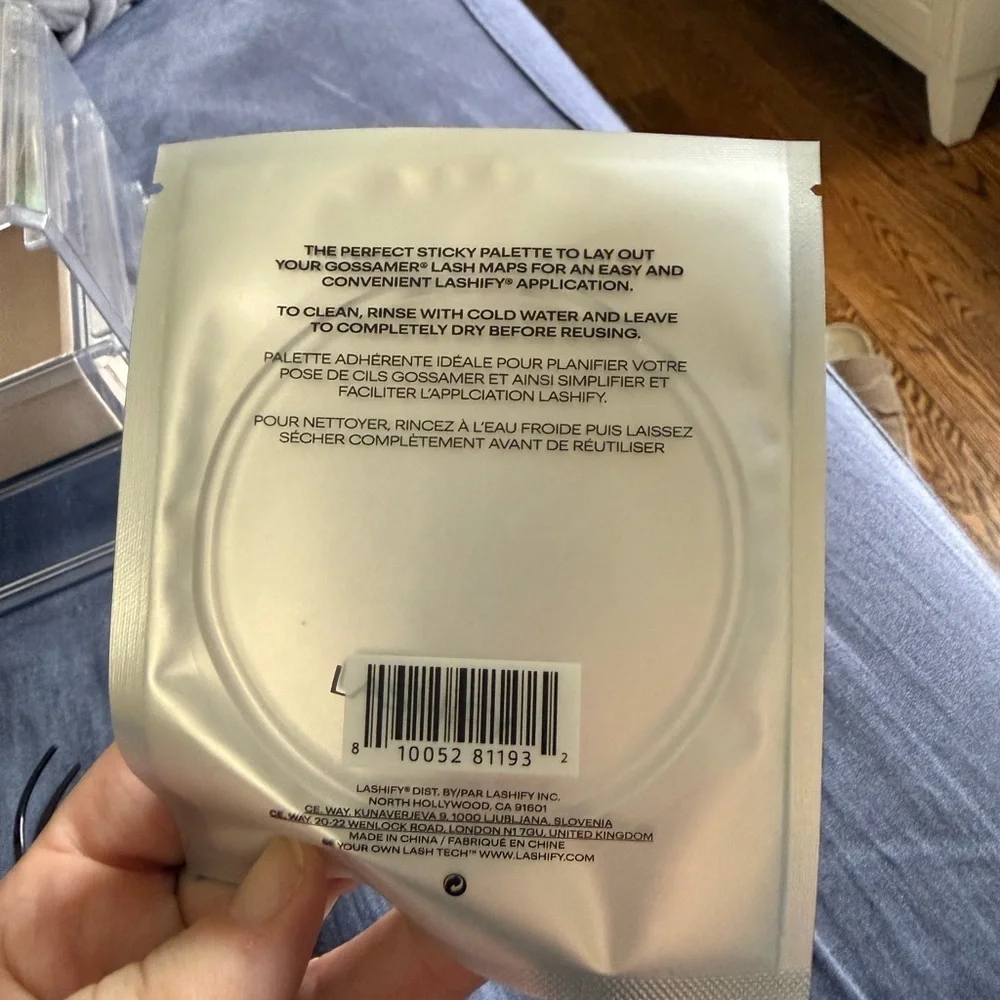 THE PERFECT STICKY PALETTE TO LAY OUT
YOUR GOSSAMER® LASH MAPS FOR AN EASY AND
CONVENIENT LASHIFY® APPLICATION.
TO CLEAN, RINSE WITH COLD WATER AND LEAVE
TO COMPLETELY DRY BEFORE REUSING.
PALETTE ADHÉRENTE IDÉALE POUR PLANIFIER VOTRE
POSE DE CILS GOSSAMER ET AINSI SIMPLIFIER ET
FACILITER L'APPLCIATION LASHIFY.
POUR NETTOYER, RINCEZ À L'EAU FROIDE PUIS LAISSEZ
SÉCHER COMPLÈTEMENT AVANT DE RÉUTILISER
L
8 10052 81193 2
LASHIFY® DIST. BY/PAR LASHIFY INC.
NORTH HOLLYWOOD, CA 91601
CE. WAY, KUNAVERJEVA 9, 1000 LJUBLJANA, SLOVENIA
CE. WAY, 20-22 WENLOCK ROAD, LONDON N1 7GU, UNITED KINGDOM
MADE IN CHINA / FABRIQUÉ EN CHINE
BE YOUR OWN LASH TECH™ WWW.LASHIFY.COM